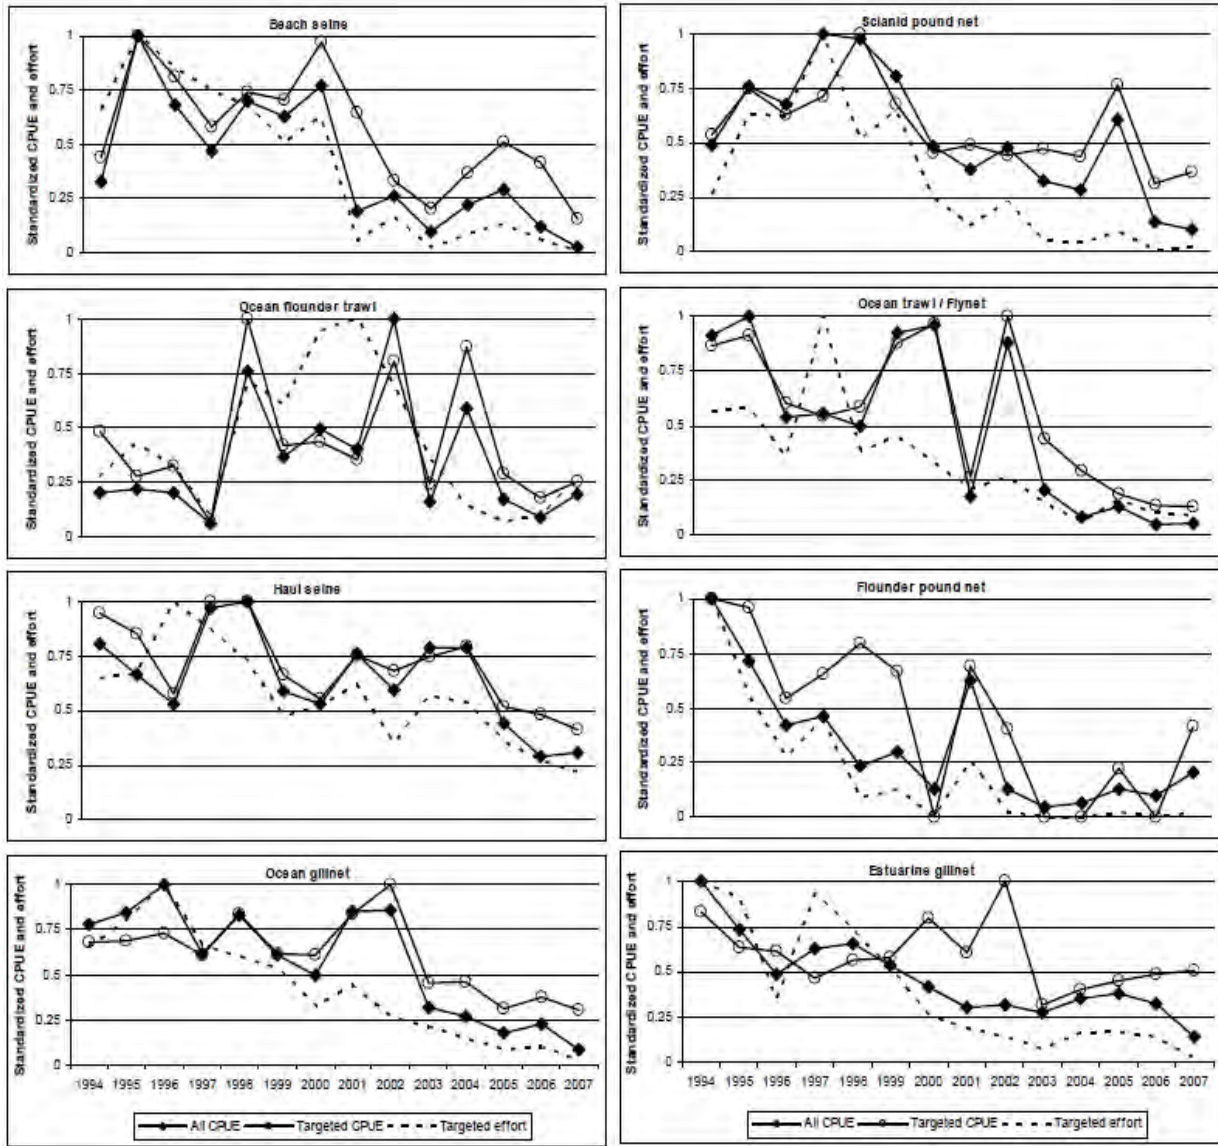 Beach seine
Standardized CPUE and effort
1
0.75
0.5
0.25
0
Scianid pound net
Standardized CPUE and effort
1
0.75
0.5
0.25
0
Ocean flounder trawl
Standardized CPUE and effort
1
0.75
0.5
0.25
0
Ocean trawl / Flynet
Standardized CPUE and effort
1
0.75
0.5
0.25
0
Haul seine
Standardized CPUE and effort
1
0.75
0.5
0.25
0
Flounder pound net
Standardized CPUE and effort
1
0.75
0.5
0.25
0
Ocean gillnet
Standardized CPUE and effort
1
0.75
0.5
0.25
0
1994 1995 1996 1997 1998 1999 2000 2001 2002 2003 2004 2005 2006 2007
All CPUE Targeted CPUE Targeted effort
Estuarine gillnet
Standardized CPUE and effort
1
0.75
0.5
0.25
0
1994 1995 1996 1997 1998 1999 2000 2001 2002 2003 2004 2005 2006 2007
All CPUE Targeted CPUE Targeted effort